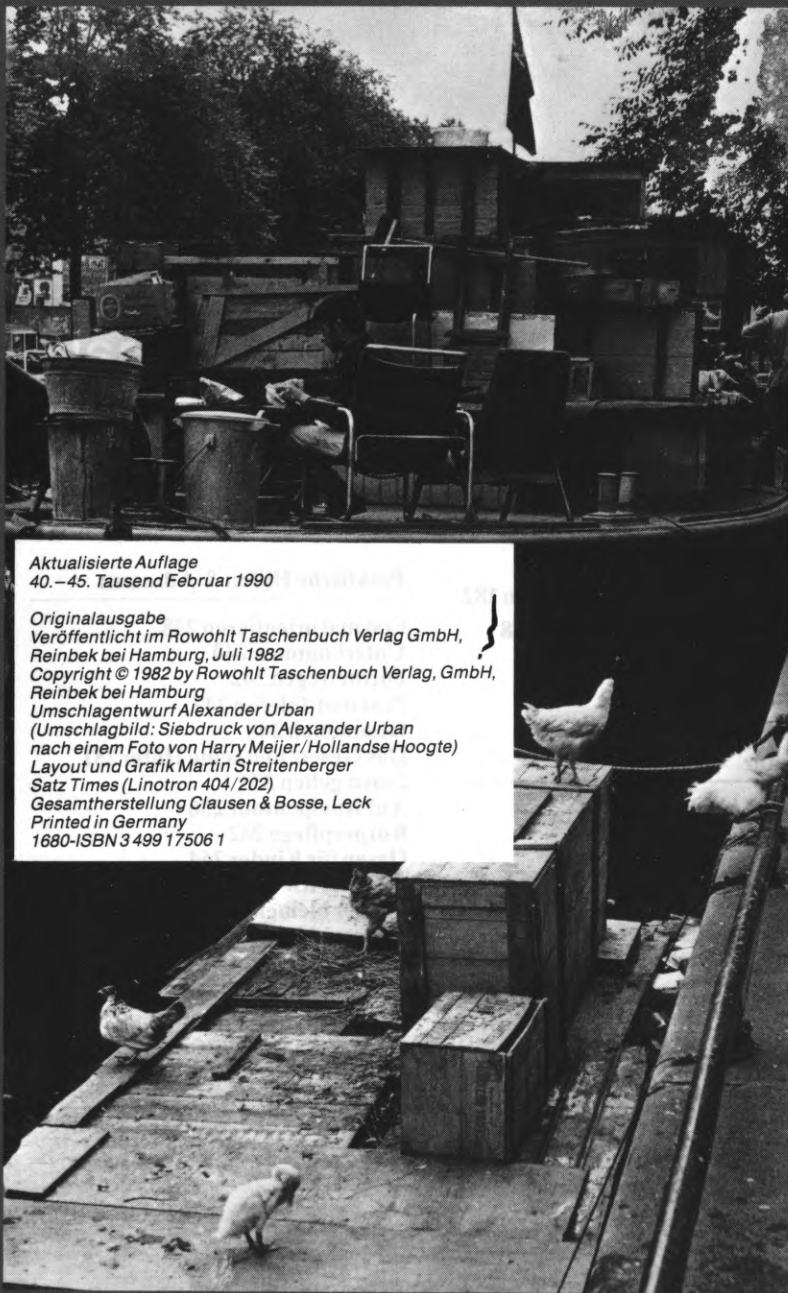 Aktualisierte Auflage
40.–45. Tausend Februar 1990
Originalausgabe
Veröffentlicht im Rowohlt Taschenbuch Verlag GmbH,
Reinbek bei Hamburg, Juli 1982
Copyright © 1982 by Rowohlt Taschenbuch Verlag, GmbH,
Reinbek bei Hamburg
Umschlagentwurf Alexander Urban
(Umschlagbild: Siebdruck von Alexander Urban
nach einem Foto von Harry Meijer/Hollandse Hoogte)
Layout und Grafik Martin Streitenberger
Satz Times (Linotron 404/202)
Gesamtherstellung Clausen & Bosse, Leck
Printed in Germany
1680-ISBN 3 499 17506 1